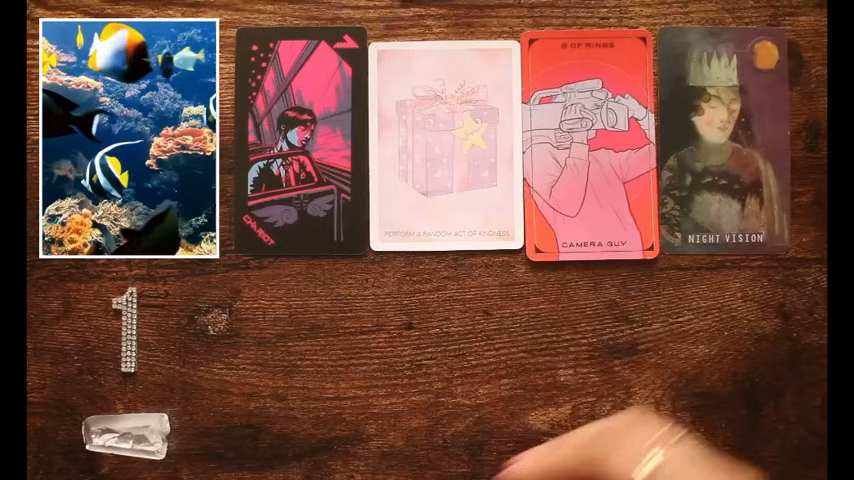 CHARIOT
PERFORM A RANDOM ACT OF KINDNESS
8 OF RINGS
CAMERA GUY
NIGHT VISION
1